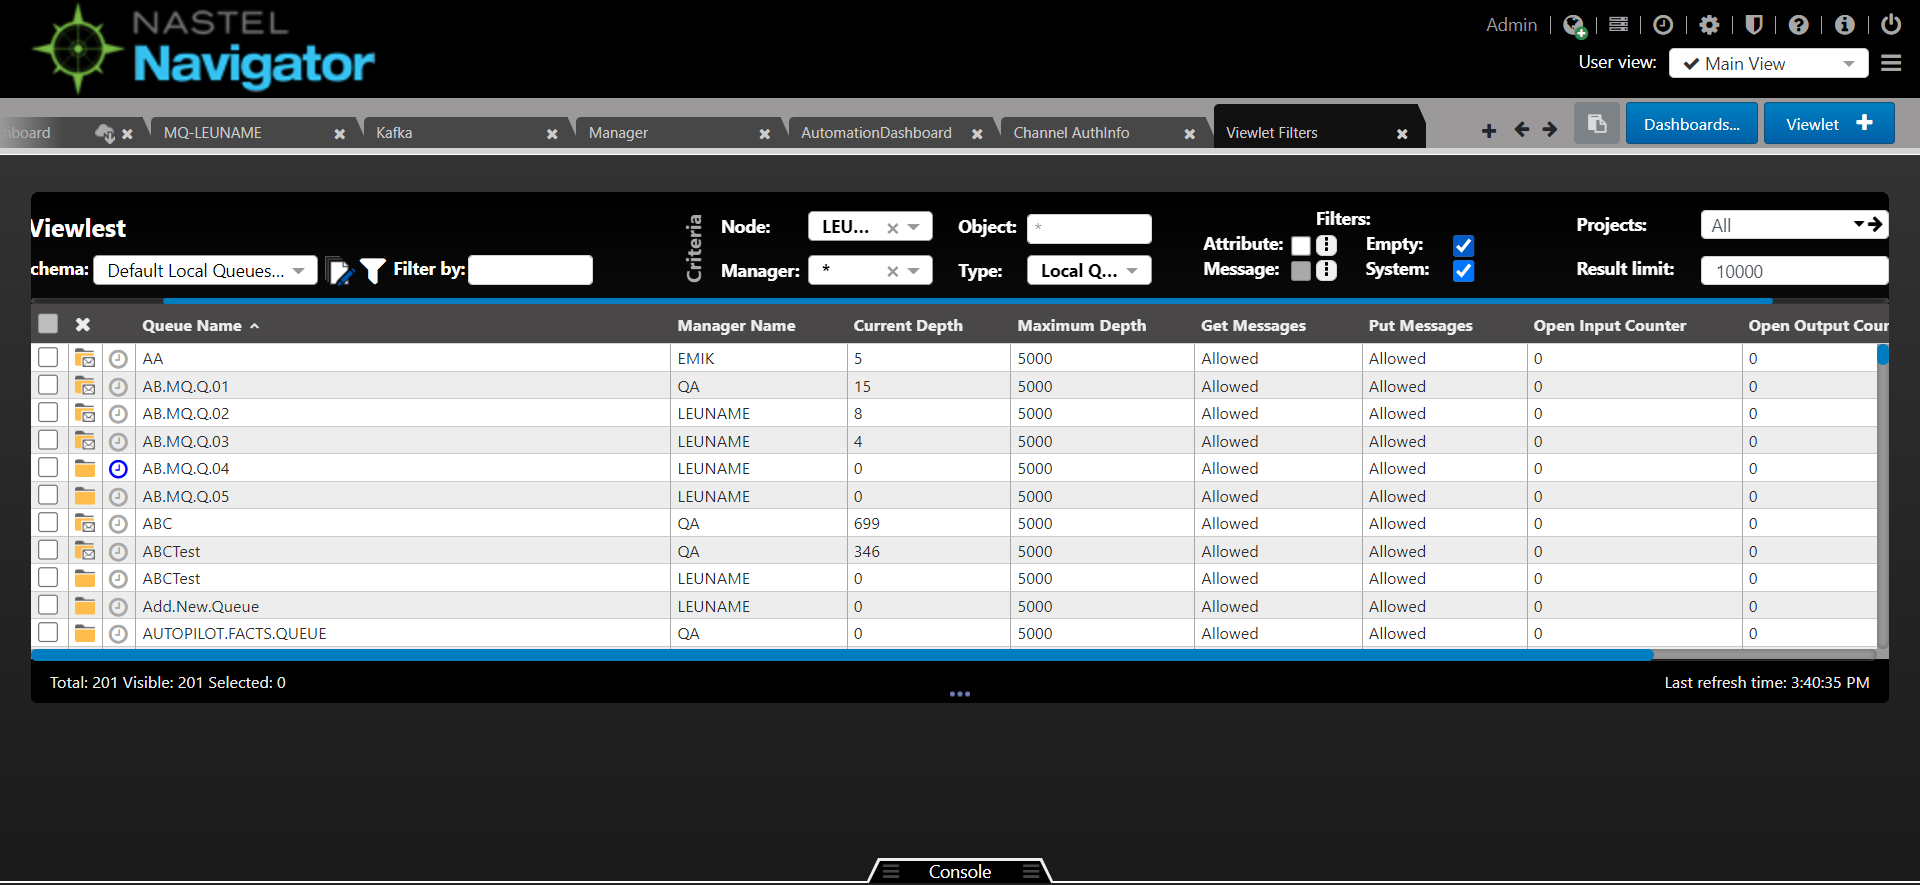 NASTEL
Navigator
Admin
User view: Main View
hboard
MQ-LEUNAME
Kafka
Manager
AutomationDashboard
Channel AuthInfo
Viewlet Filters
Dashboards...
Viewlet
Viewlest
chema: Default Local Queues... Filter by:
Criteria
Node: LEU...
Manager: *
Object: *
Type: Local Q...
Filters:
Attribute: Empty:
Message: System:
Projects: All
Result limit: 10000
Queue Name Manager Name Current Depth Maximum Depth Get Messages Put Messages Open Input Counter Open Output Coun
AA EMIK 5 5000 Allowed Allowed 0 0
AB.MQ.Q.01 QA 15 5000 Allowed Allowed 0 0
AB.MQ.Q.02 LEUNAME 8 5000 Allowed Allowed 0 0
AB.MQ.Q.03 LEUNAME 4 5000 Allowed Allowed 0 0
AB.MQ.Q.04 LEUNAME 0 5000 Allowed Allowed 0 0
AB.MQ.Q.05 LEUNAME 0 5000 Allowed Allowed 0 0
ABC QA 699 5000 Allowed Allowed 0 0
ABCTest QA 346 5000 Allowed Allowed 0 0
ABCTest LEUNAME 0 5000 Allowed Allowed 0 0
Add.New.Queue LEUNAME 0 5000 Allowed Allowed 0 0
AUTOPILOT.FACTS.QUEUE QA 0 5000 Allowed Allowed 0 0
Total: 201 Visible: 201 Selected: 0
Last refresh time: 3:40:35 PM
Console